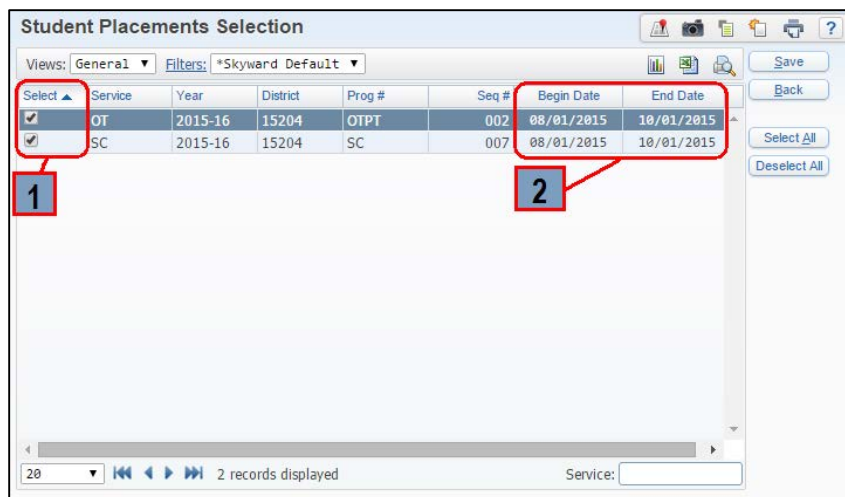 Student Placements Selection ?
Views: General ▼ Filters: *Skyward Default ▼ Save
Select ▲ Service Year District Prog # Seq # Begin Date End Date Back
OT 2015-16 15204 OTPT 002 08/01/2015 10/01/2015
SC 2015-16 15204 SC 007 08/01/2015 10/01/2015 Select All
Deselect All
1 2
20 ▼ 2 records displayed Service: